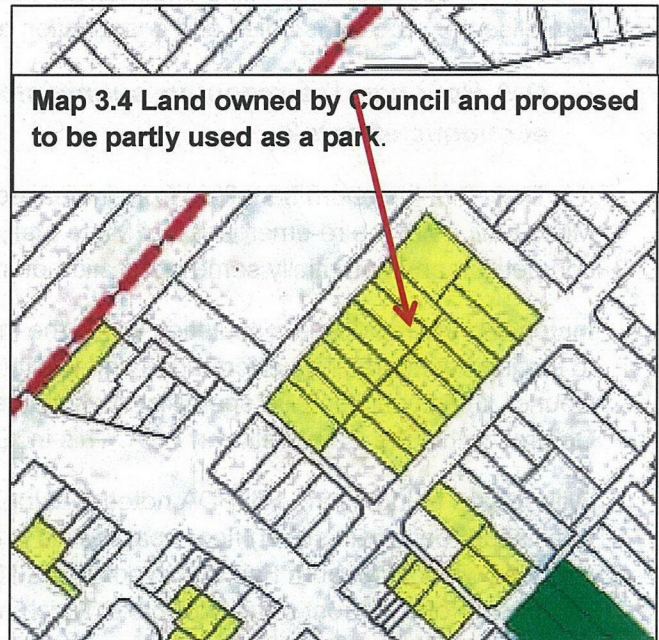 Map 3.4 Land owned by Council and proposed
to be partly used as a park.